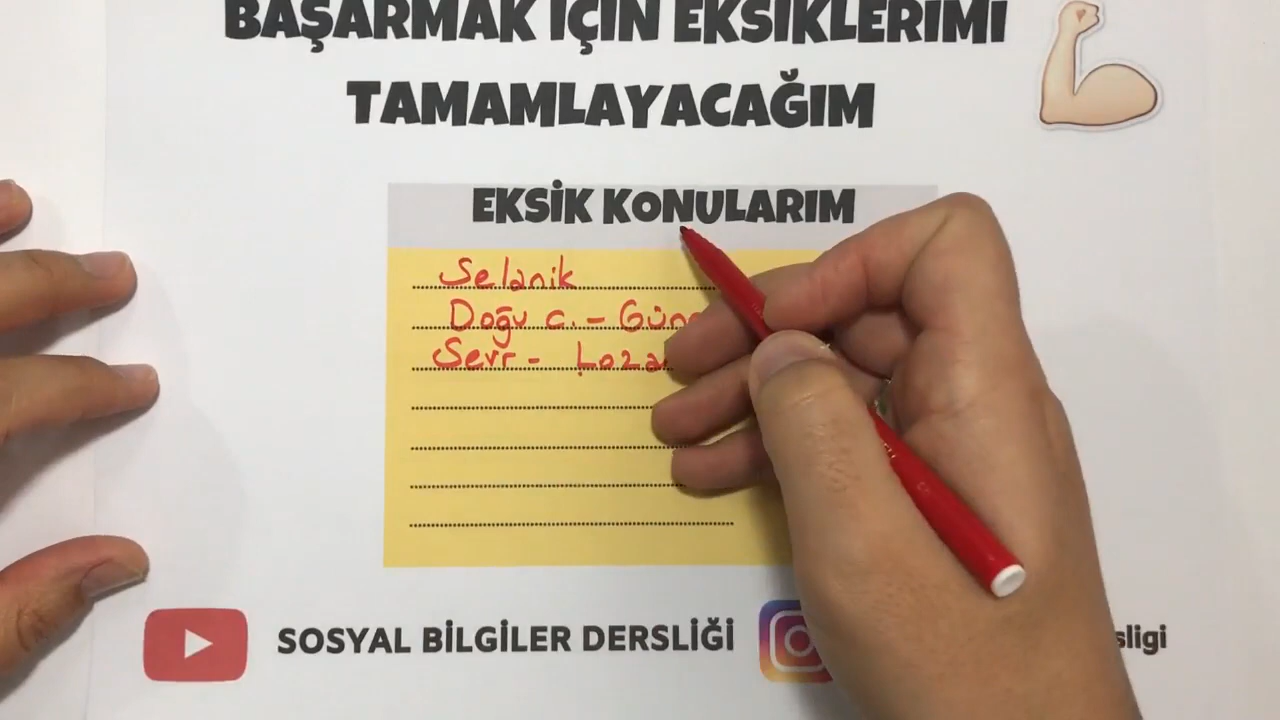 BAŞARMAK İÇİN EKSİKLERİMİ
TAMAMLAYACAĞIM
EKSİK KONULARIM
Selanik
Doğu c. -
Sevr -
SOSYAL BİLGİLER DERSLİĞİ